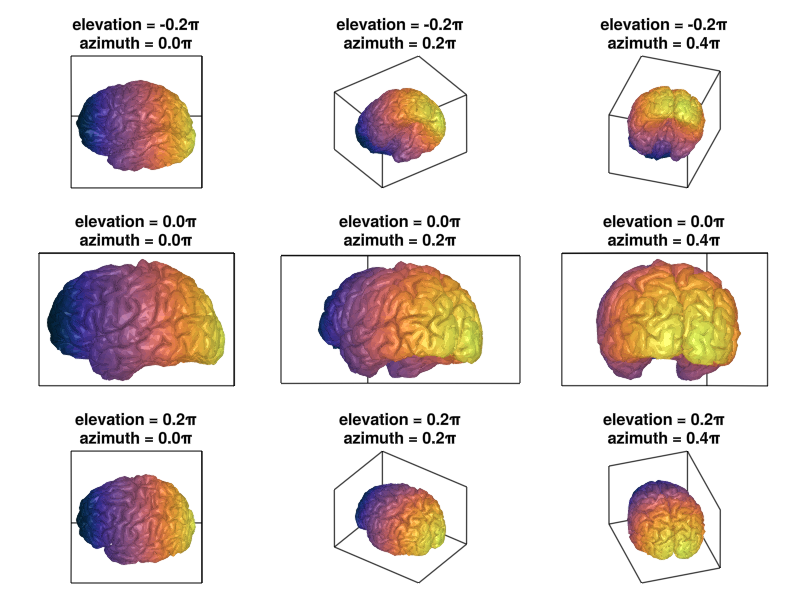 elevation = -0.2π
azimuth = 0.0π
elevation = -0.2π
azimuth = 0.2π
elevation = -0.2π
azimuth = 0.4π
elevation = 0.0π
azimuth = 0.0π
elevation = 0.0π
azimuth = 0.2π
elevation = 0.0π
azimuth = 0.4π
elevation = 0.2π
azimuth = 0.0π
elevation = 0.2π
azimuth = 0.2π
elevation = 0.2π
azimuth = 0.4π